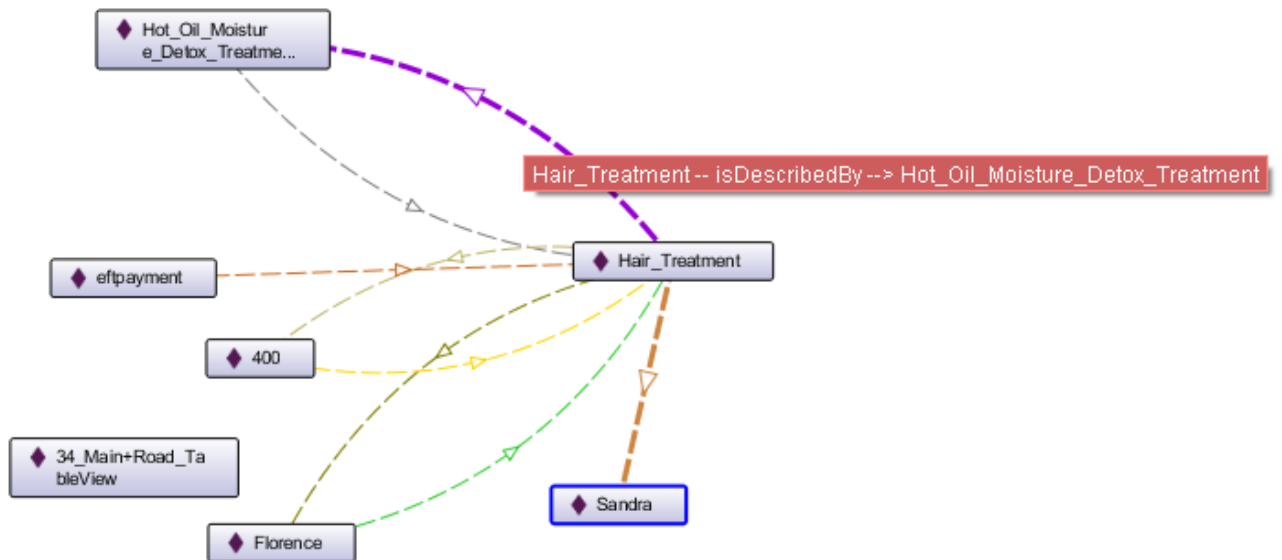 Hot_Oil_Moistur
e_Detox_Treatme...
Hair_Treatment -- isDescribedBy --> Hot_Oil_Moisture_Detox_Treatment
Hair_Treatment
eftpayment
400
34_Main+Road_Ta
bleView
Sandra
Florence